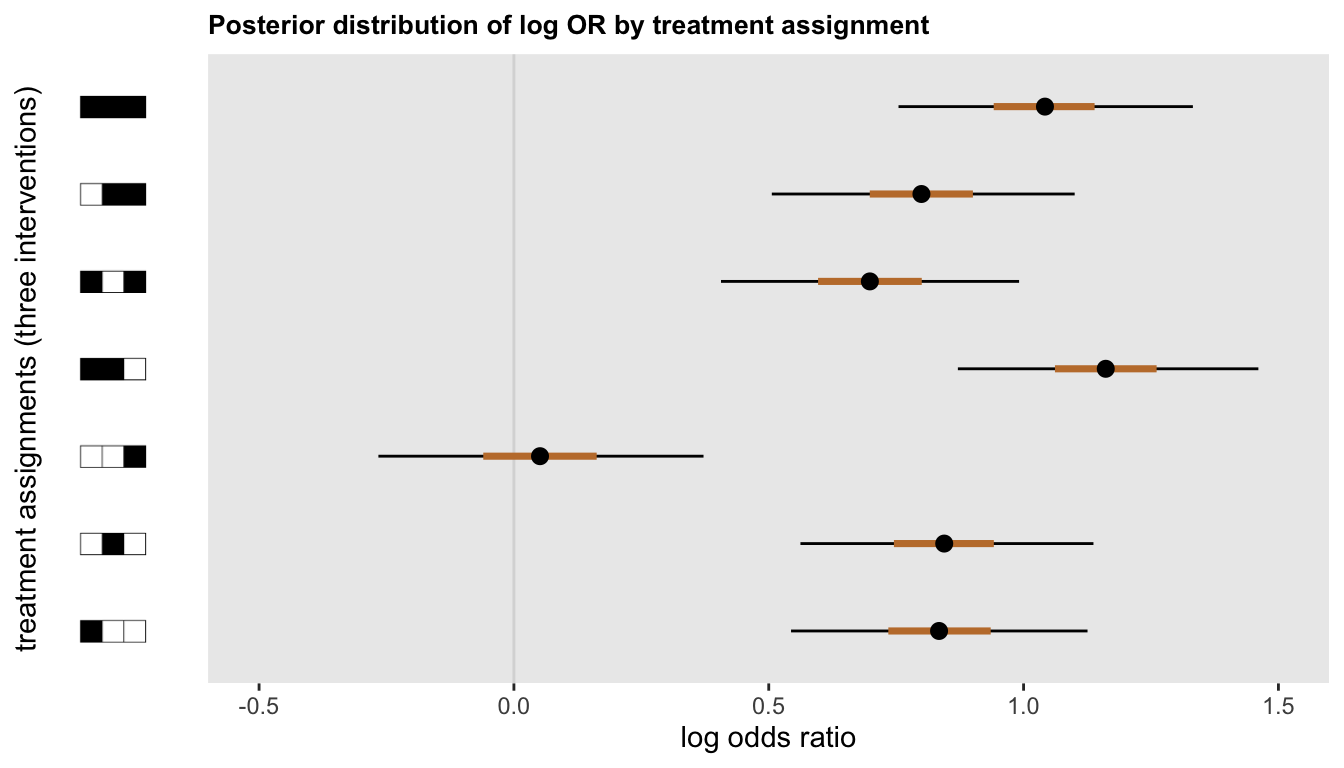 Posterior distribution of log OR by treatment assignment
treatment assignments (three interventions)
-0.5 0.0 0.5 1.0 1.5
log odds ratio